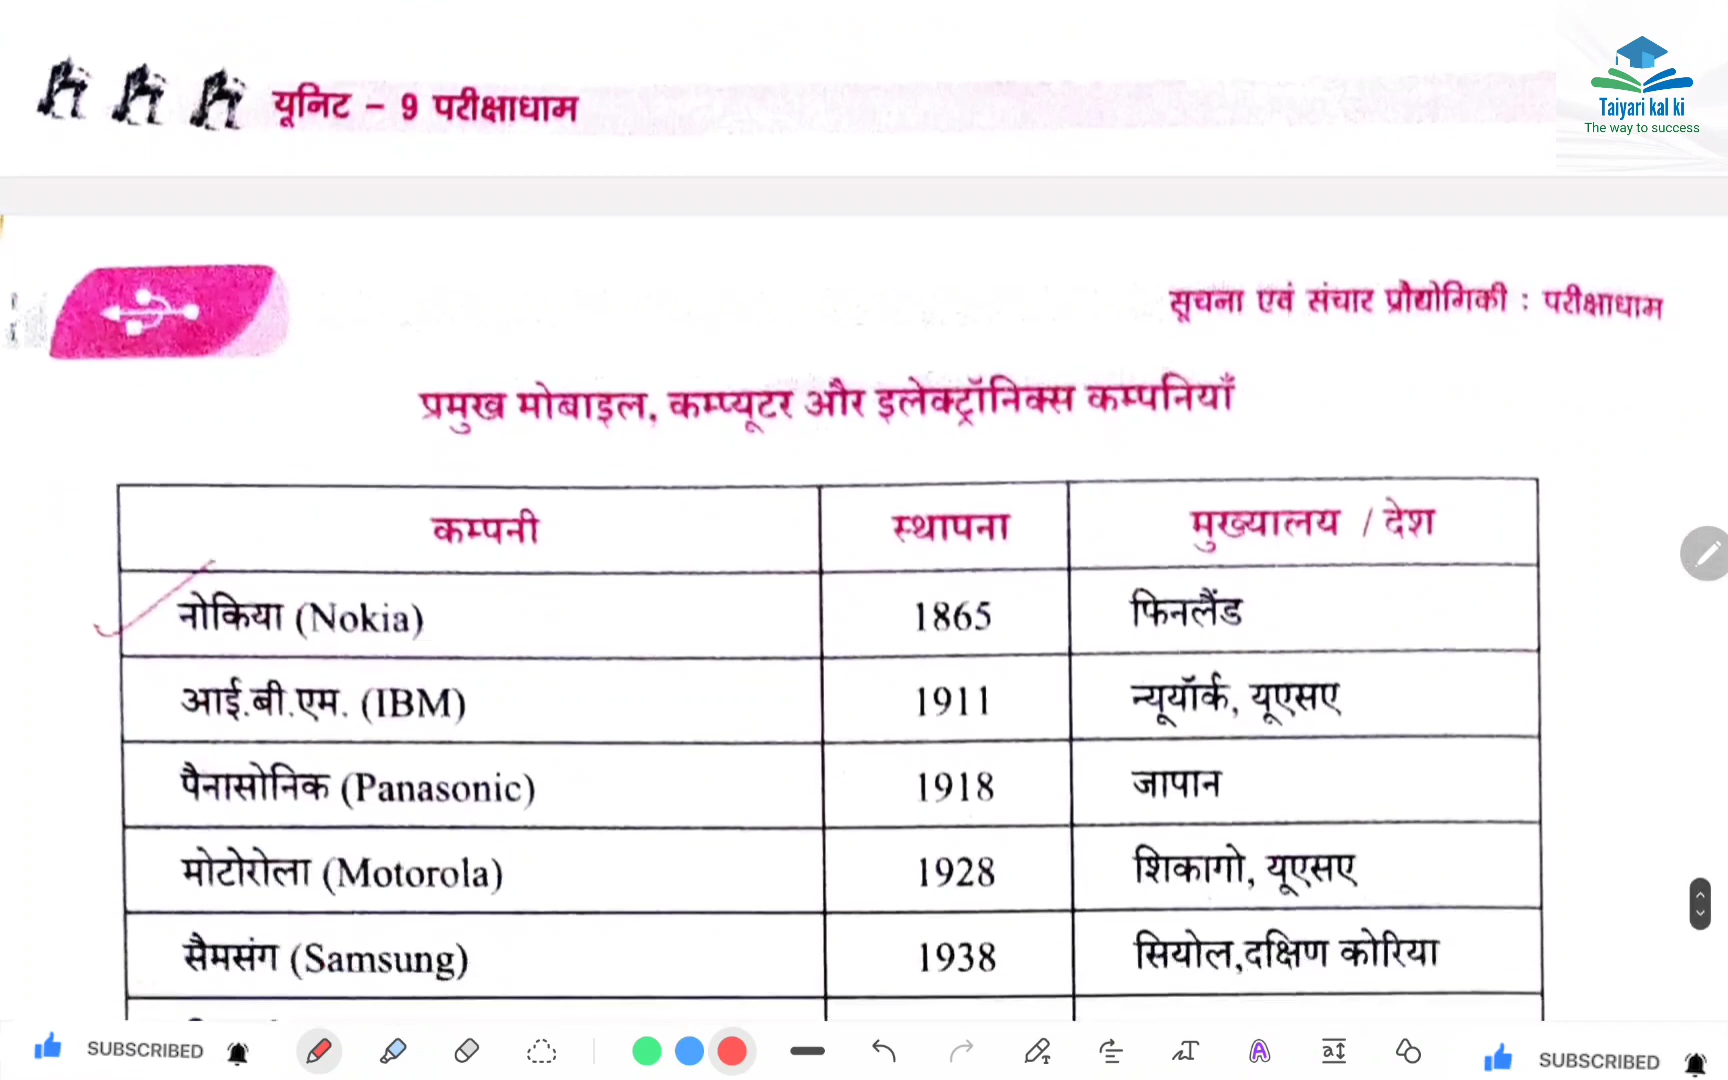 यूनिट - 9 परीक्षाधाम
Taiyari kal ki
The way to success
सूचना एवं संचार प्रौद्योगिकी : परीक्षाधाम
प्रमुख मोबाइल, कम्प्यूटर और इलेक्ट्रॉनिक्स कम्पनियाँ
कम्पनी स्थापना मुख्यालय / देश
नोकिया (Nokia) 1865 फिनलैंड
आई.बी.एम. (IBM) 1911 न्यूयॉर्क, यूएसए
पैनासोनिक (Panasonic) 1918 जापान
मोटोरोला (Motorola) 1928 शिकागो, यूएसए
सैमसंग (Samsung) 1938 सियोल,दक्षिण कोरिया
SUBSCRIBED
SUBSCRIBED